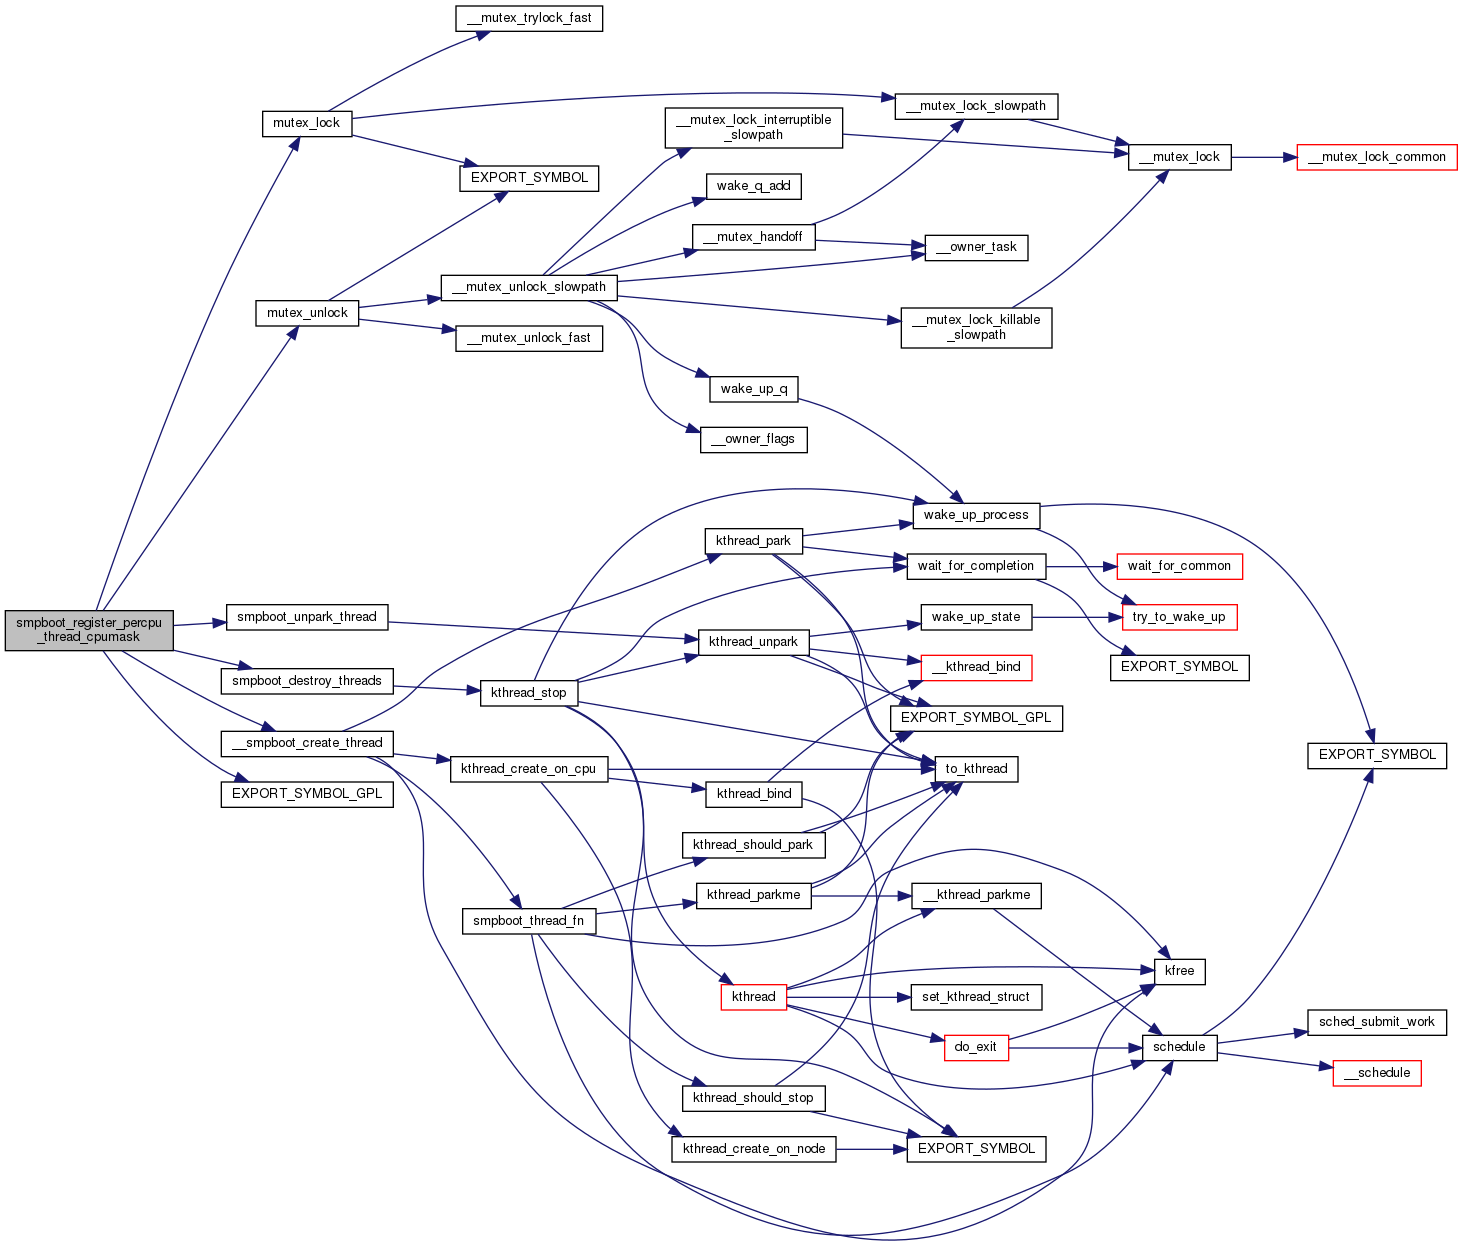 __mutex_trylock_fast
mutex_lock
__mutex_lock_slowpath
__mutex_lock_interruptible
_slowpath
__mutex_lock
__mutex_lock_common
EXPORT_SYMBOL
wake_q_add
__mutex_handoff
__owner_task
__mutex_unlock_slowpath
mutex_unlock
__mutex_lock_killable
_slowpath
__mutex_unlock_fast
wake_up_q
__owner_flags
wake_up_process
kthread_park
wait_for_completion
wait_for_common
smpboot_register_percpu
_thread_cpumask
smpboot_unpark_thread
wake_up_state
try_to_wake_up
kthread_unpark
__kthread_bind
EXPORT_SYMBOL
smpboot_destroy_threads
kthread_stop
EXPORT_SYMBOL_GPL
__smpboot_create_thread
EXPORT_SYMBOL
kthread_create_on_cpu
to_kthread
EXPORT_SYMBOL_GPL
kthread_bind
kthread_should_park
kthread_parkme
__kthread_parkme
smpboot_thread_fn
kfree
kthread
set_kthread_struct
sched_submit_work
do_exit
schedule
__schedule
kthread_should_stop
kthread_create_on_node
EXPORT_SYMBOL